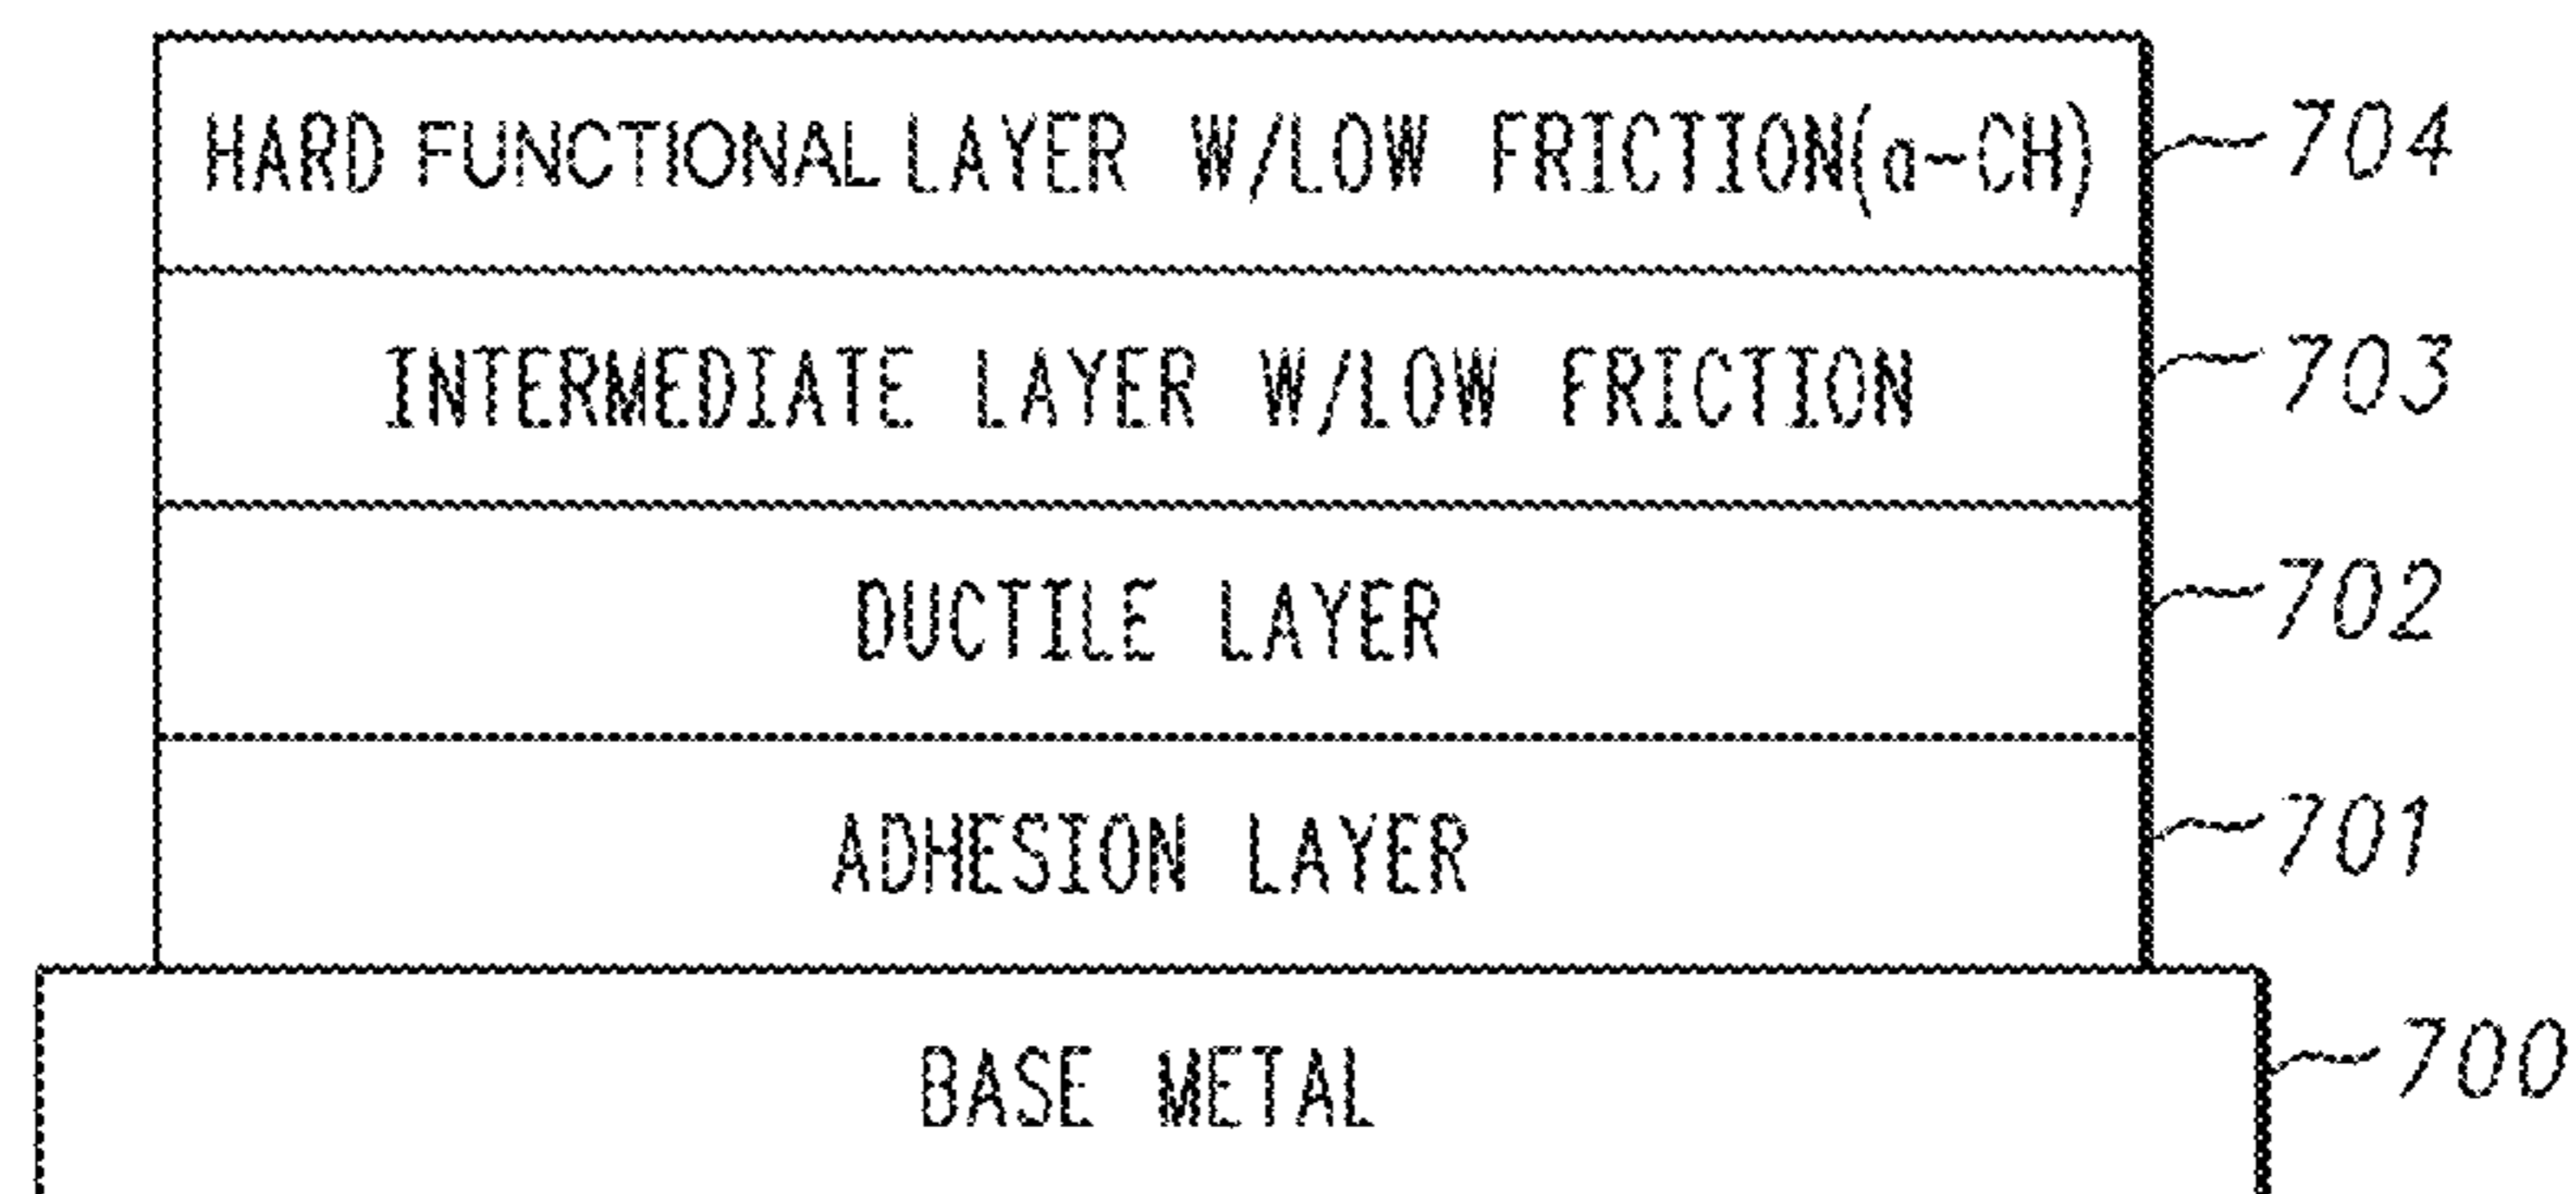 HARD FUNCTIONAL LAYER W/LOW FRICTION(a-CH) 704
INTERMEDIATE LAYER W/LOW FRICTION 703
DUCTILE LAYER 702
ADHESION LAYER 701
BASE METAL 700